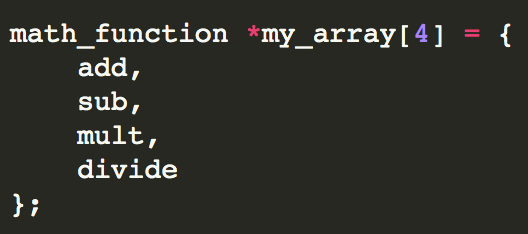 math_function *my_array[4] = {
    add,
    sub,
    mult,
    divide
};